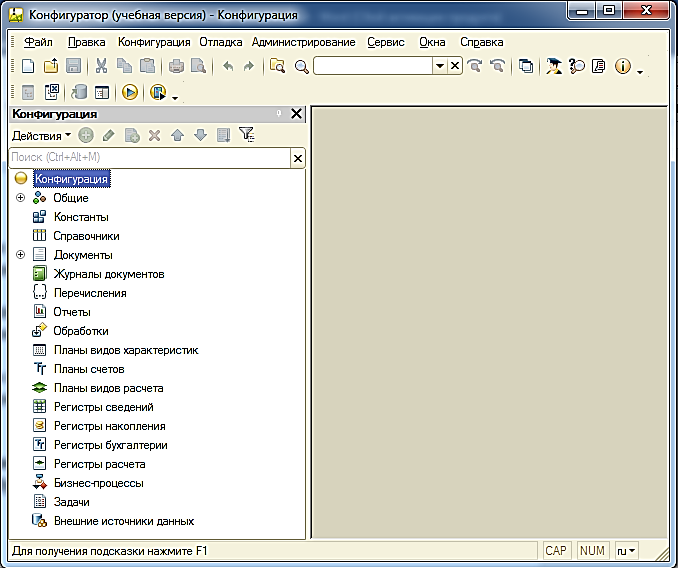 Конфигуратор (учебная версия) - Конфигурация
Файл Правка Конфигурация Отладка Администрирование Сервис Окна Справка
Конфигурация
Действия
Поиск (Ctrl+Alt+M)
Конфигурация
Общие
Константы
Справочники
Документы
Журналы документов
Перечисления
Отчеты
Обработки
Планы видов характеристик
Планы счетов
Планы видов расчета
Регистры сведений
Регистры накопления
Регистры бухгалтерии
Регистры расчета
Бизнес-процессы
Задачи
Внешние источники данных
Для получения подсказки нажмите F1 CAP NUM ru